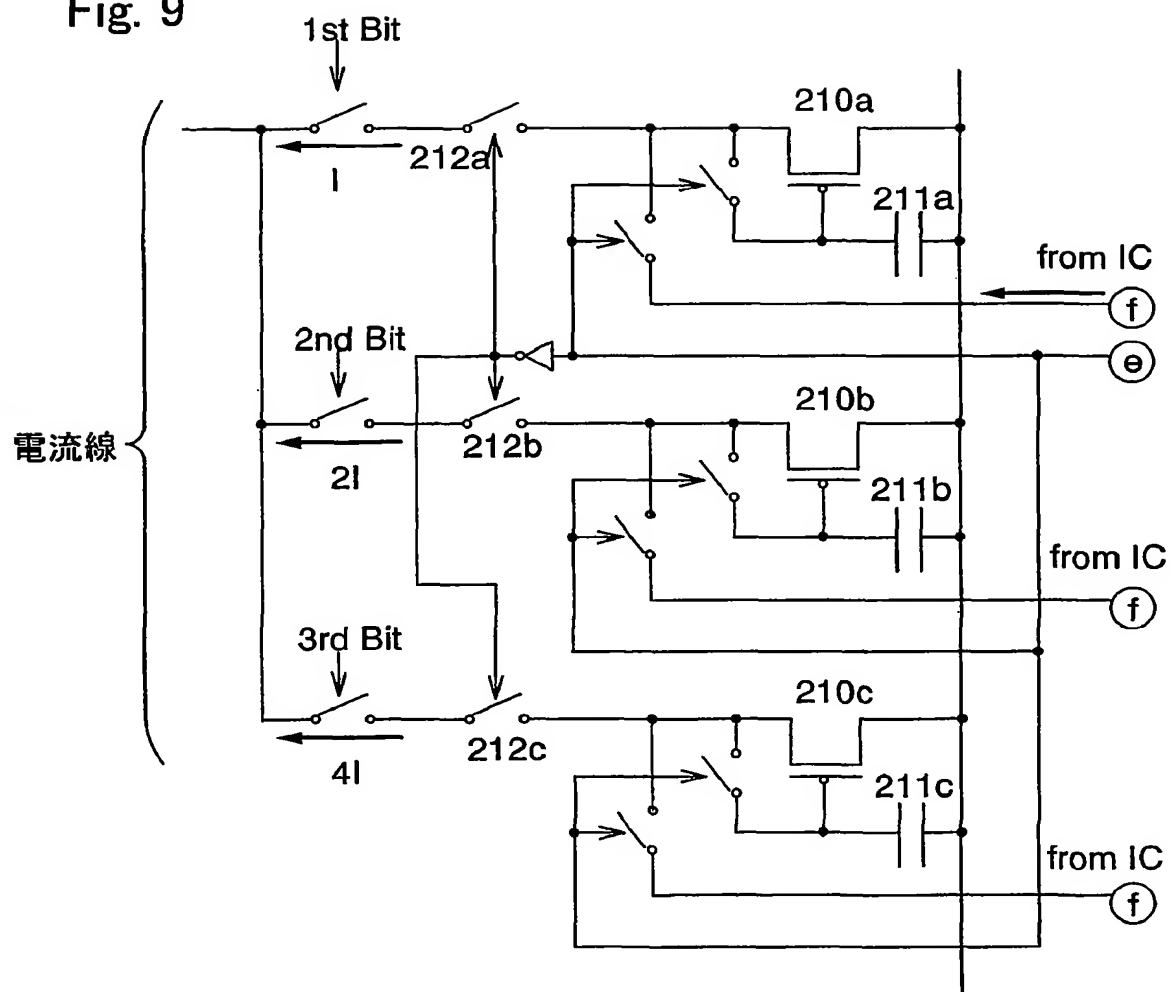 Fig. 9
1st Bit
210a
212a
I
211a
from IC
f
2nd Bit
e
210b
電流線
212b
2I
211b
from IC
f
3rd Bit
210c
212c
4I
211c
from IC
f